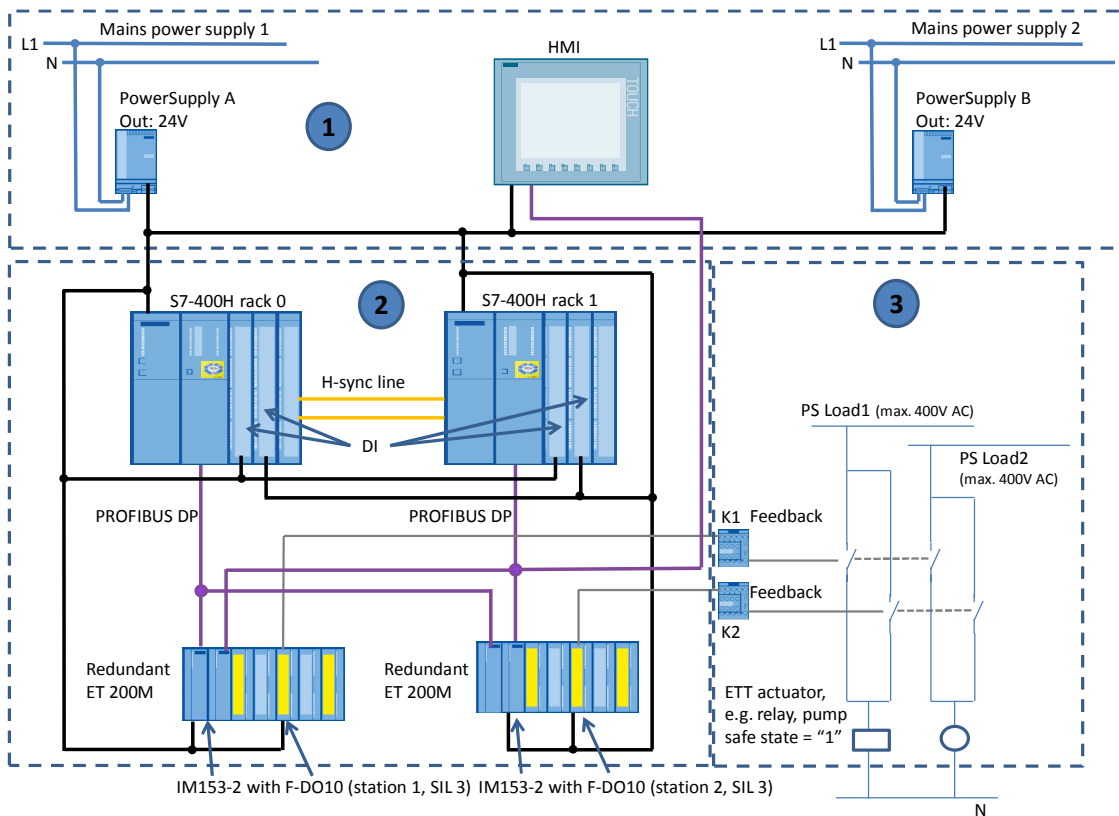 Mains power supply 1
L1
N
PowerSupply A
Out: 24V
1
HMI
TOUCH
Mains power supply 2
L1
N
PowerSupply B
Out: 24V
2
S7-400H rack 0
S7-400H rack 1
H-sync line
DI
PROFIBUS DP
PROFIBUS DP
Redundant
ET 200M
Redundant
ET 200M
IM153-2 with F-DO10 (station 1, SIL 3)
IM153-2 with F-DO10 (station 2, SIL 3)
3
PS Load1 (max. 400V AC)
PS Load2
(max. 400V AC)
K1
Feedback
Feedback
K2
ETT actuator,
e.g. relay, pump
safe state = “1”
N